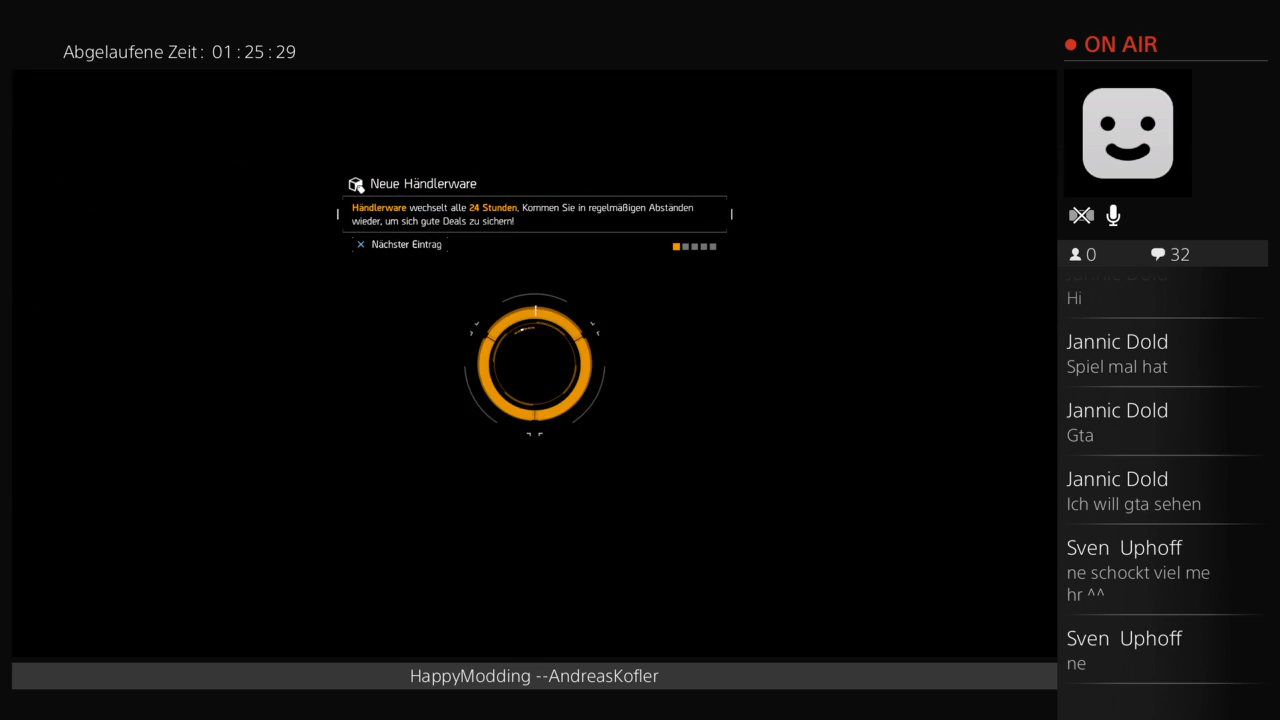 Abgelaufene Zeit: 01:25:29
ON AIR
Neue Händlerware
Händlerware wechselt alle 24 Stunden. Kommen Sie in regelmäßigen Abständen
wieder, um sich gute Deals zu sichern!
Nächster Eintrag
0 32
Hi
Jannic Dold
Spiel mal hat
Jannic Dold
Gta
Jannic Dold
Ich will gta sehen
Sven Uphoff
ne schockt viel me
hr ^^
Sven Uphoff
ne
HappyModding --AndreasKofler